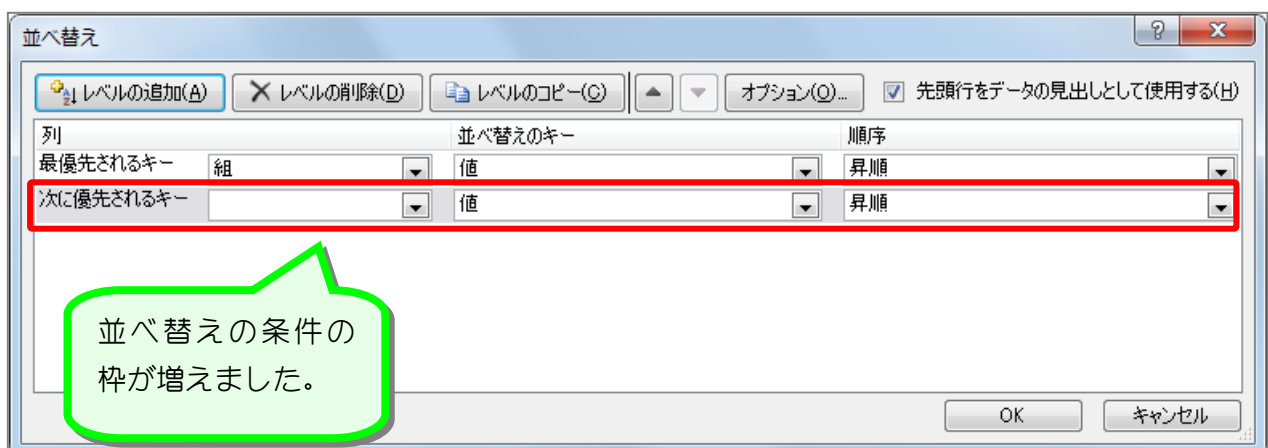 並べ替え
レベルの追加(A) レベルの削除(D) レベルのコピー(C) オプション(O)... 先頭行をデータの見出しとして使用する(H)
列 並べ替えのキー 順序
最優先されるキー 組 値 昇順
次に優先されるキー 値 昇順
並べ替えの条件の
枠が増えました。
OK キャンセル